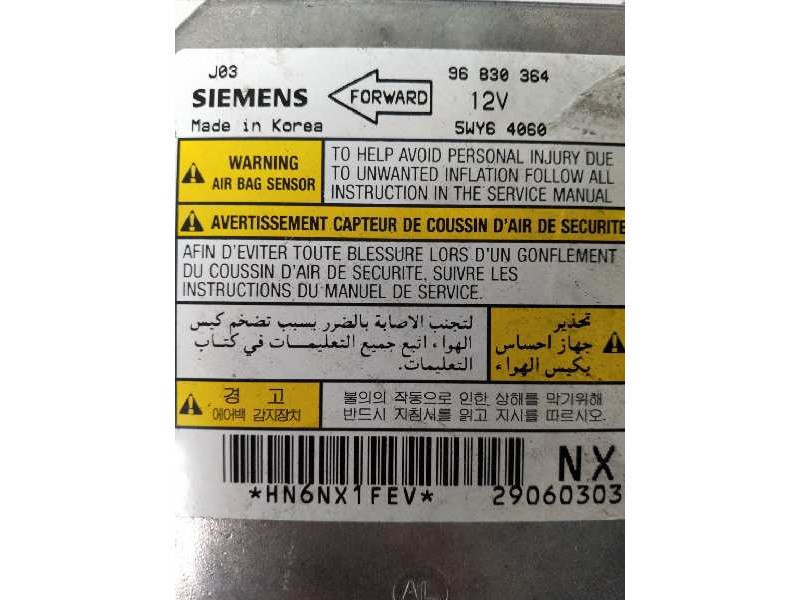 J03
SIEMENS
Made in Korea
FORWARD
96 830 364
12V
5WY6 4060
WARNING
AIR BAG SENSOR
TO HELP AVOID PERSONAL INJURY DUE
TO UNWANTED INFLATION FOLLOW ALL
INSTRUCTION IN THE SERVICE MANUAL
AVERTISSEMENT CAPTEUR DE COUSSIN D'AIR DE SECURITE
AFIN D'EVITER TOUTE BLESSURE LORS D'UN GONFLEMENT
DU COUSSIN D'AIR DE SECURITE, SUIVRE LES
INSTRUCTIONS DU MANUEL DE SERVICE.
تحذير
جهاز احساس
بكيس الهواء
لتجنب الاصابة بالضرر بسبب تضخم كيس
الهواء اتبع جميع التعليمات في كتاب
التعليمات.
경 고
에어백 감지장치
불의의 작동으로 인한 상해를 막기위해
반드시 지침서를 읽고 지시를 따르시오.
NX
*HN6NX1FEV*
29060303
AL